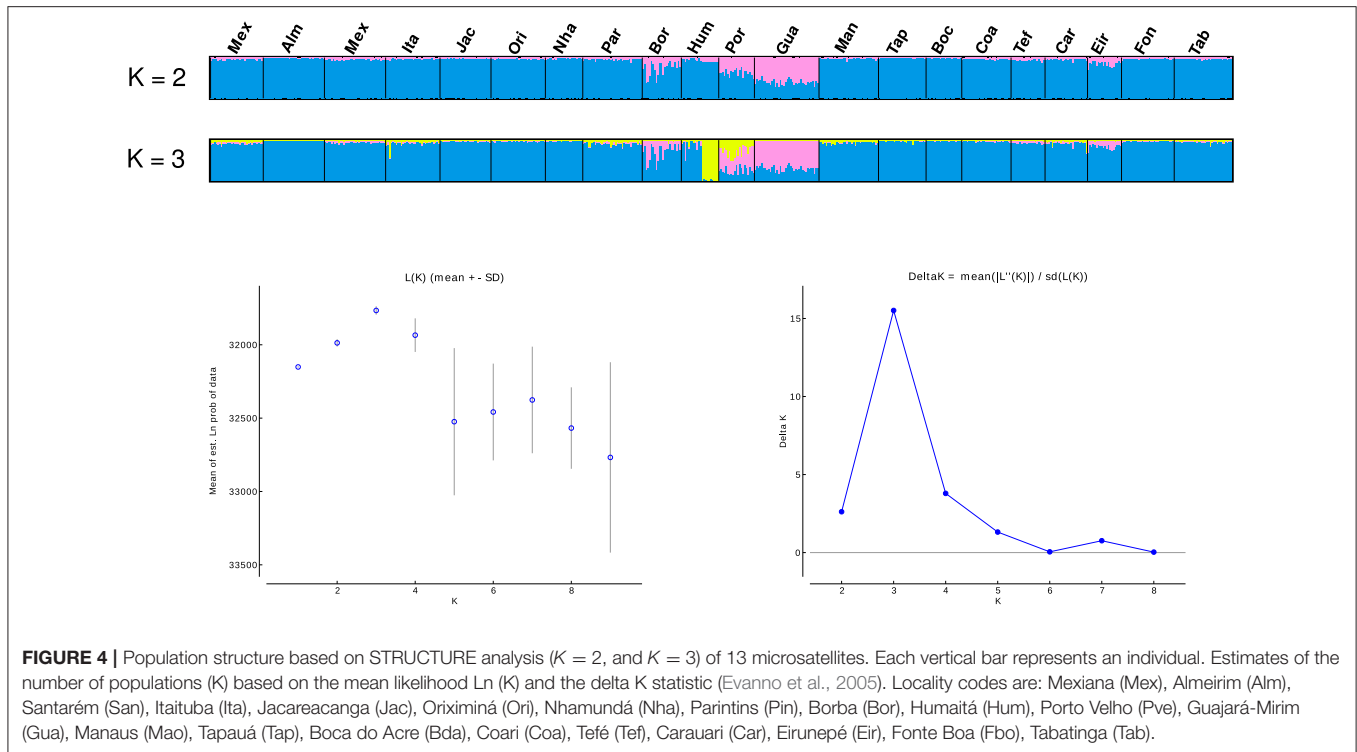 Mex Alm Mex Ita Jac Ori Nha Par Bor Hum Por Gua Man Tap Boc Coa Tef Car Eir Fon Tab
K = 2
K = 3
L(K) (mean + - SD)
Mean of est. Ln prob of data
32000
32500
33000
33500
2 4 6 8
K
DeltaK = mean(|L''(K)|) / sd(L(K))
Delta K
15
10
5
0
2 3 4 5 6 7 8
K
FIGURE 4 | Population structure based on STRUCTURE analysis (K = 2, and K = 3) of 13 microsatellites. Each vertical bar represents an individual. Estimates of the
number of populations (K) based on the mean likelihood Ln (K) and the delta K statistic (Evanno et al., 2005). Locality codes are: Mexiana (Mex), Almeirim (Alm),
Santarém (San), Itaituba (Ita), Jacareacanga (Jac), Oriximiná (Ori), Nhamundá (Nha), Parintins (Pin), Borba (Bor), Humaitá (Hum), Porto Velho (Pve), Guajará-Mirim
(Gua), Manaus (Mao), Tapauá (Tap), Boca do Acre (Bda), Coari (Coa), Tefé (Tef), Carauari (Car), Eirunepé (Eir), Fonte Boa (Fbo), Tabatinga (Tab).